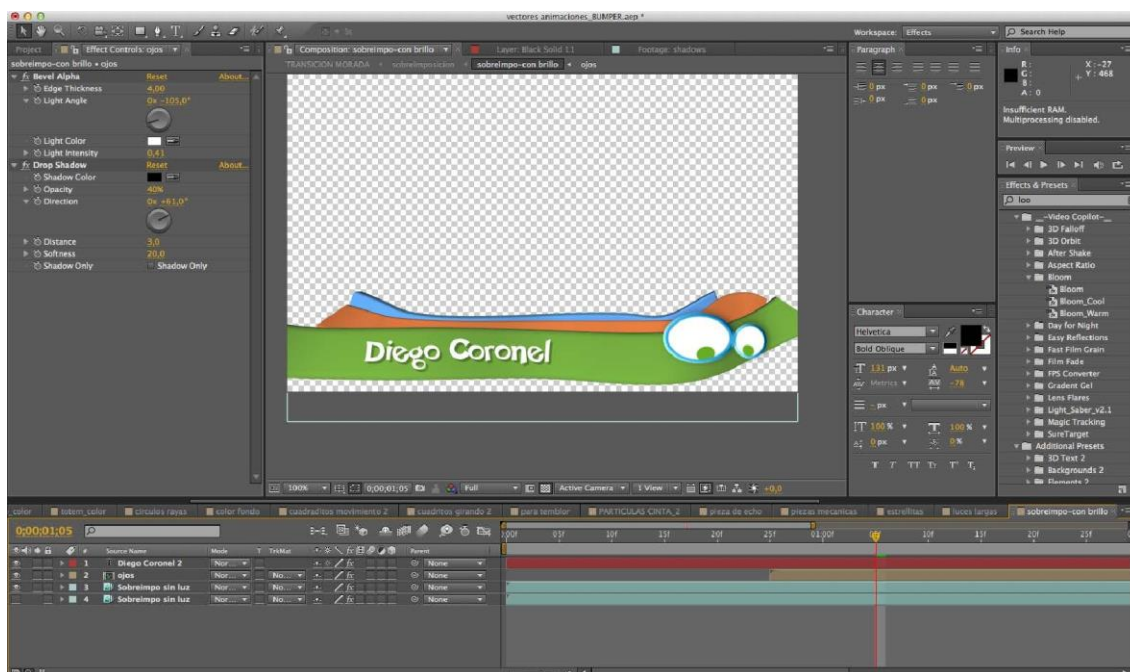 vectores animaciones_BUMPER.aep *
Workspace: Effects
Search Help
Project
Effect Controls: ojos
sobreimpo-con brillo • ojos
fx Bevel Alpha Reset About...
Edge Thickness 4,00
Light Angle 0x -105,0°
Light Color
Light Intensity 0,41
fx Drop Shadow Reset About...
Shadow Color
Opacity 40%
Direction 0x +61,0°
Distance 3,0
Softness 20,0
Shadow Only Shadow Only
Composition: sobreimpo-con brillo
Layer: Black Solid 11
Footage: shadows
TRANSICION MORADA sobreimposicion sobreimpo-con brillo ojos
Diego Coronel
100% 0;00;01;05 Full Active Camera 1 View +0,0
Paragraph
0 px 0 px 0 px
0 px 0 px
Character
Helvetica
Bold Oblique
131 px Auto
Metrics -78
- px
100 % 100 %
0 px 0 %
T T TT Tt T' T,
Info
R : X : -27
G : Y : 468
B :
A : 0
Insufficient RAM.
Multiprocessing disabled.
Preview
Effects & Presets
loo
_-Video Copilot-_
3D Falloff
3D Orbit
After Shake
Aspect Ratio
Bloom
Bloom
Bloom_Cool
Bloom_Warm
Day for Night
Easy Reflections
Fast Film Grain
Film Fade
FPS Converter
Gradent Gel
Lens Flares
Light_Saber_v2.1
Magic Tracking
SureTarget
Additional Presets
3D Text 2
Backgrounds 2
Elements 2
color totem_color circulos rayas color fondo cuadraditos movimiento 2 cuadritos girando 2 para temblor PARTICULAS CINTA_2 pieza de echo piezas mecanicas estrellitas luces largas sobreimpo-con brillo
0;00;01;05
# Source Name Mode T TrkMat Parent
1 Diego Coronel 2 Nor... None
2 ojos Nor... No... None
3 Sobreimpo sin luz Nor... No... None
4 Sobreimpo sin luz Nor... No... None
05f 10f 15f 20f 25f 01;00f 10f 15f 20f 25f